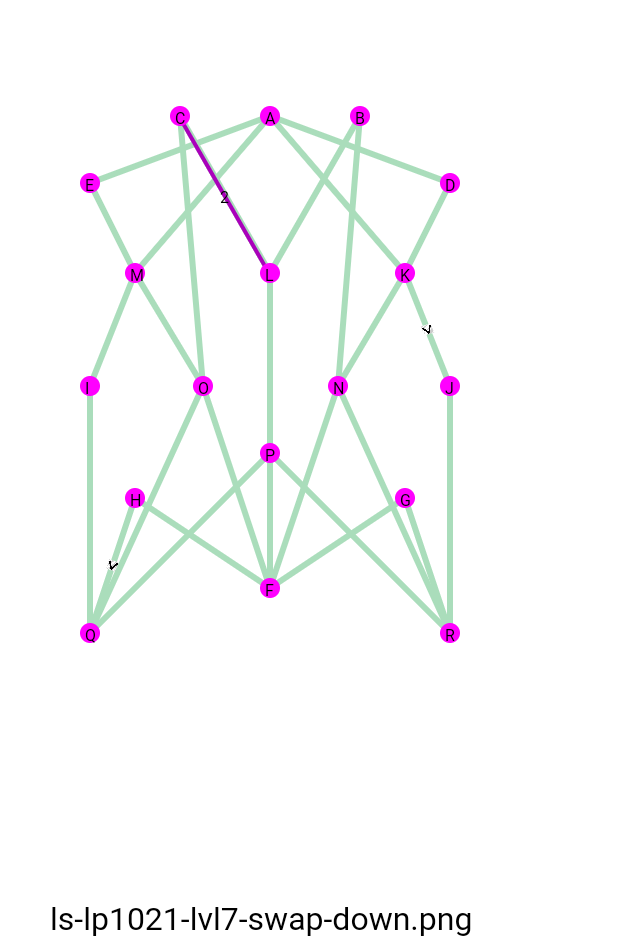 C A B
E D
2
M L K
I O N J
P
H G
F
Q R
ls-lp1021-lvl7-swap-down.png